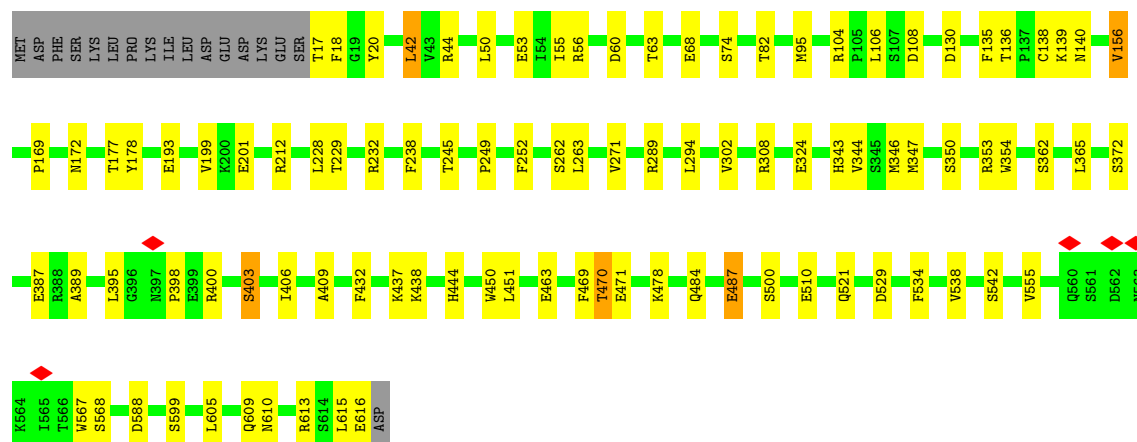 MET ASP PHE SER LYS LEU PRO LYS ILE LEU ASP GLU ASP LYS GLU SER T17 F18 G19 Y20 L42 V43 R44 L50 E53 I54 I55 R56 D60 T63 E68 S74 T82 M95 R104 P105 L106 S107 D108 D130 F135 T136 P137 C138 K139 N140 V156
P169 N172 T177 Y178 E193 V199 K200 E201 R212 L228 T229 R232 F238 T245 P249 F252 S262 L263 V271 R289 L294 V302 R308 E324 H343 V344 S345 M346 M347 S350 R353 W354 S362 L365 S372
E387 R388 A389 L395 G396 N397 P398 E399 R400 S403 I406 A409 F432 K437 K438 H444 W450 L451 E463 F469 T470 E471 K478 Q484 E487 S500 E510 Q521 D529 F534 V538 S542 V555 Q560 S561 D562
K564 I565 T566 W567 S568 D588 S599 L605 Q609 N610 R613 S614 L615 E616 ASP